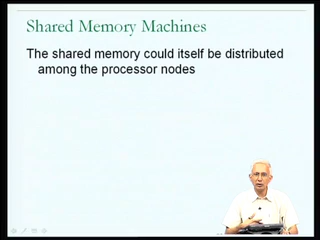 Shared Memory Machines
The shared memory could itself be distributed
among the processor nodes